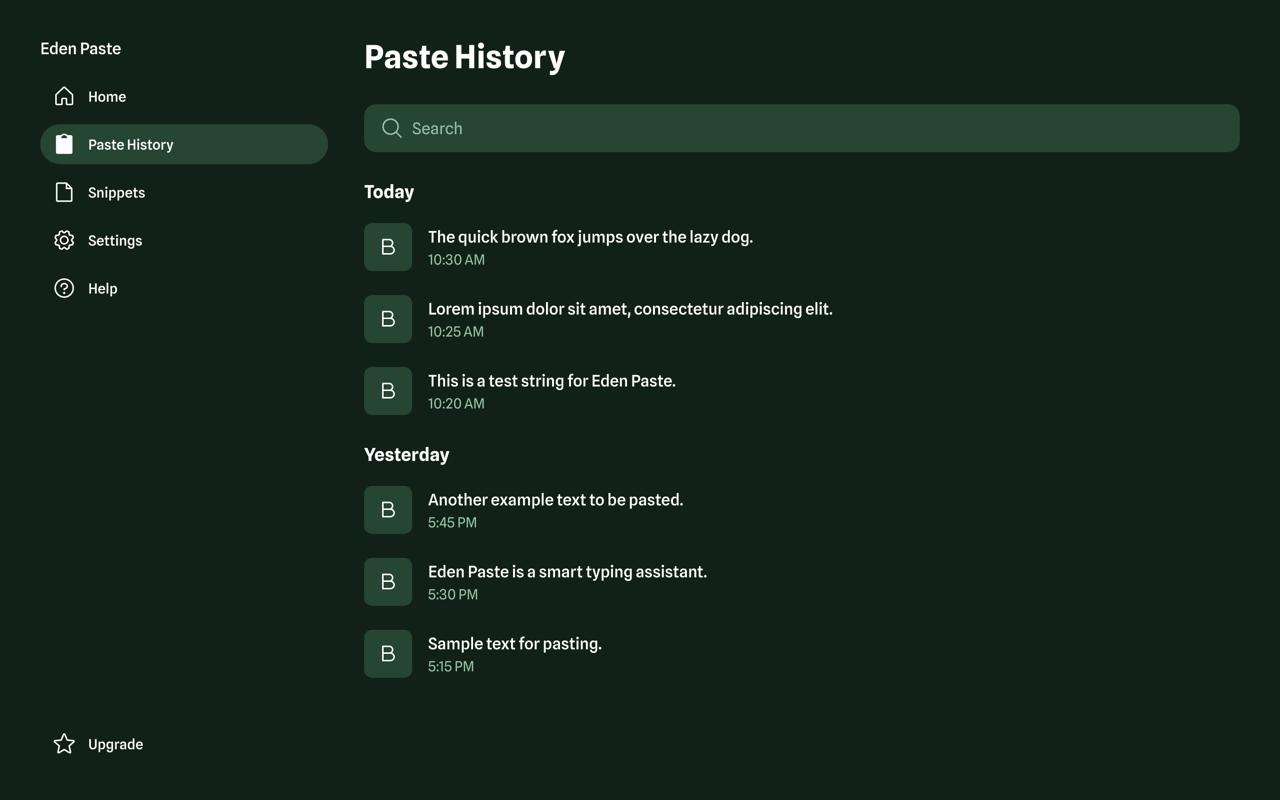 Eden Paste
Home
Paste History
Snippets
Settings
Help
Upgrade
Paste History
Search
Today
B
The quick brown fox jumps over the lazy dog.
10:30 AM
B
Lorem ipsum dolor sit amet, consectetur adipiscing elit.
10:25 AM
B
This is a test string for Eden Paste.
10:20 AM
Yesterday
B
Another example text to be pasted.
5:45 PM
B
Eden Paste is a smart typing assistant.
5:30 PM
B
Sample text for pasting.
5:15 PM